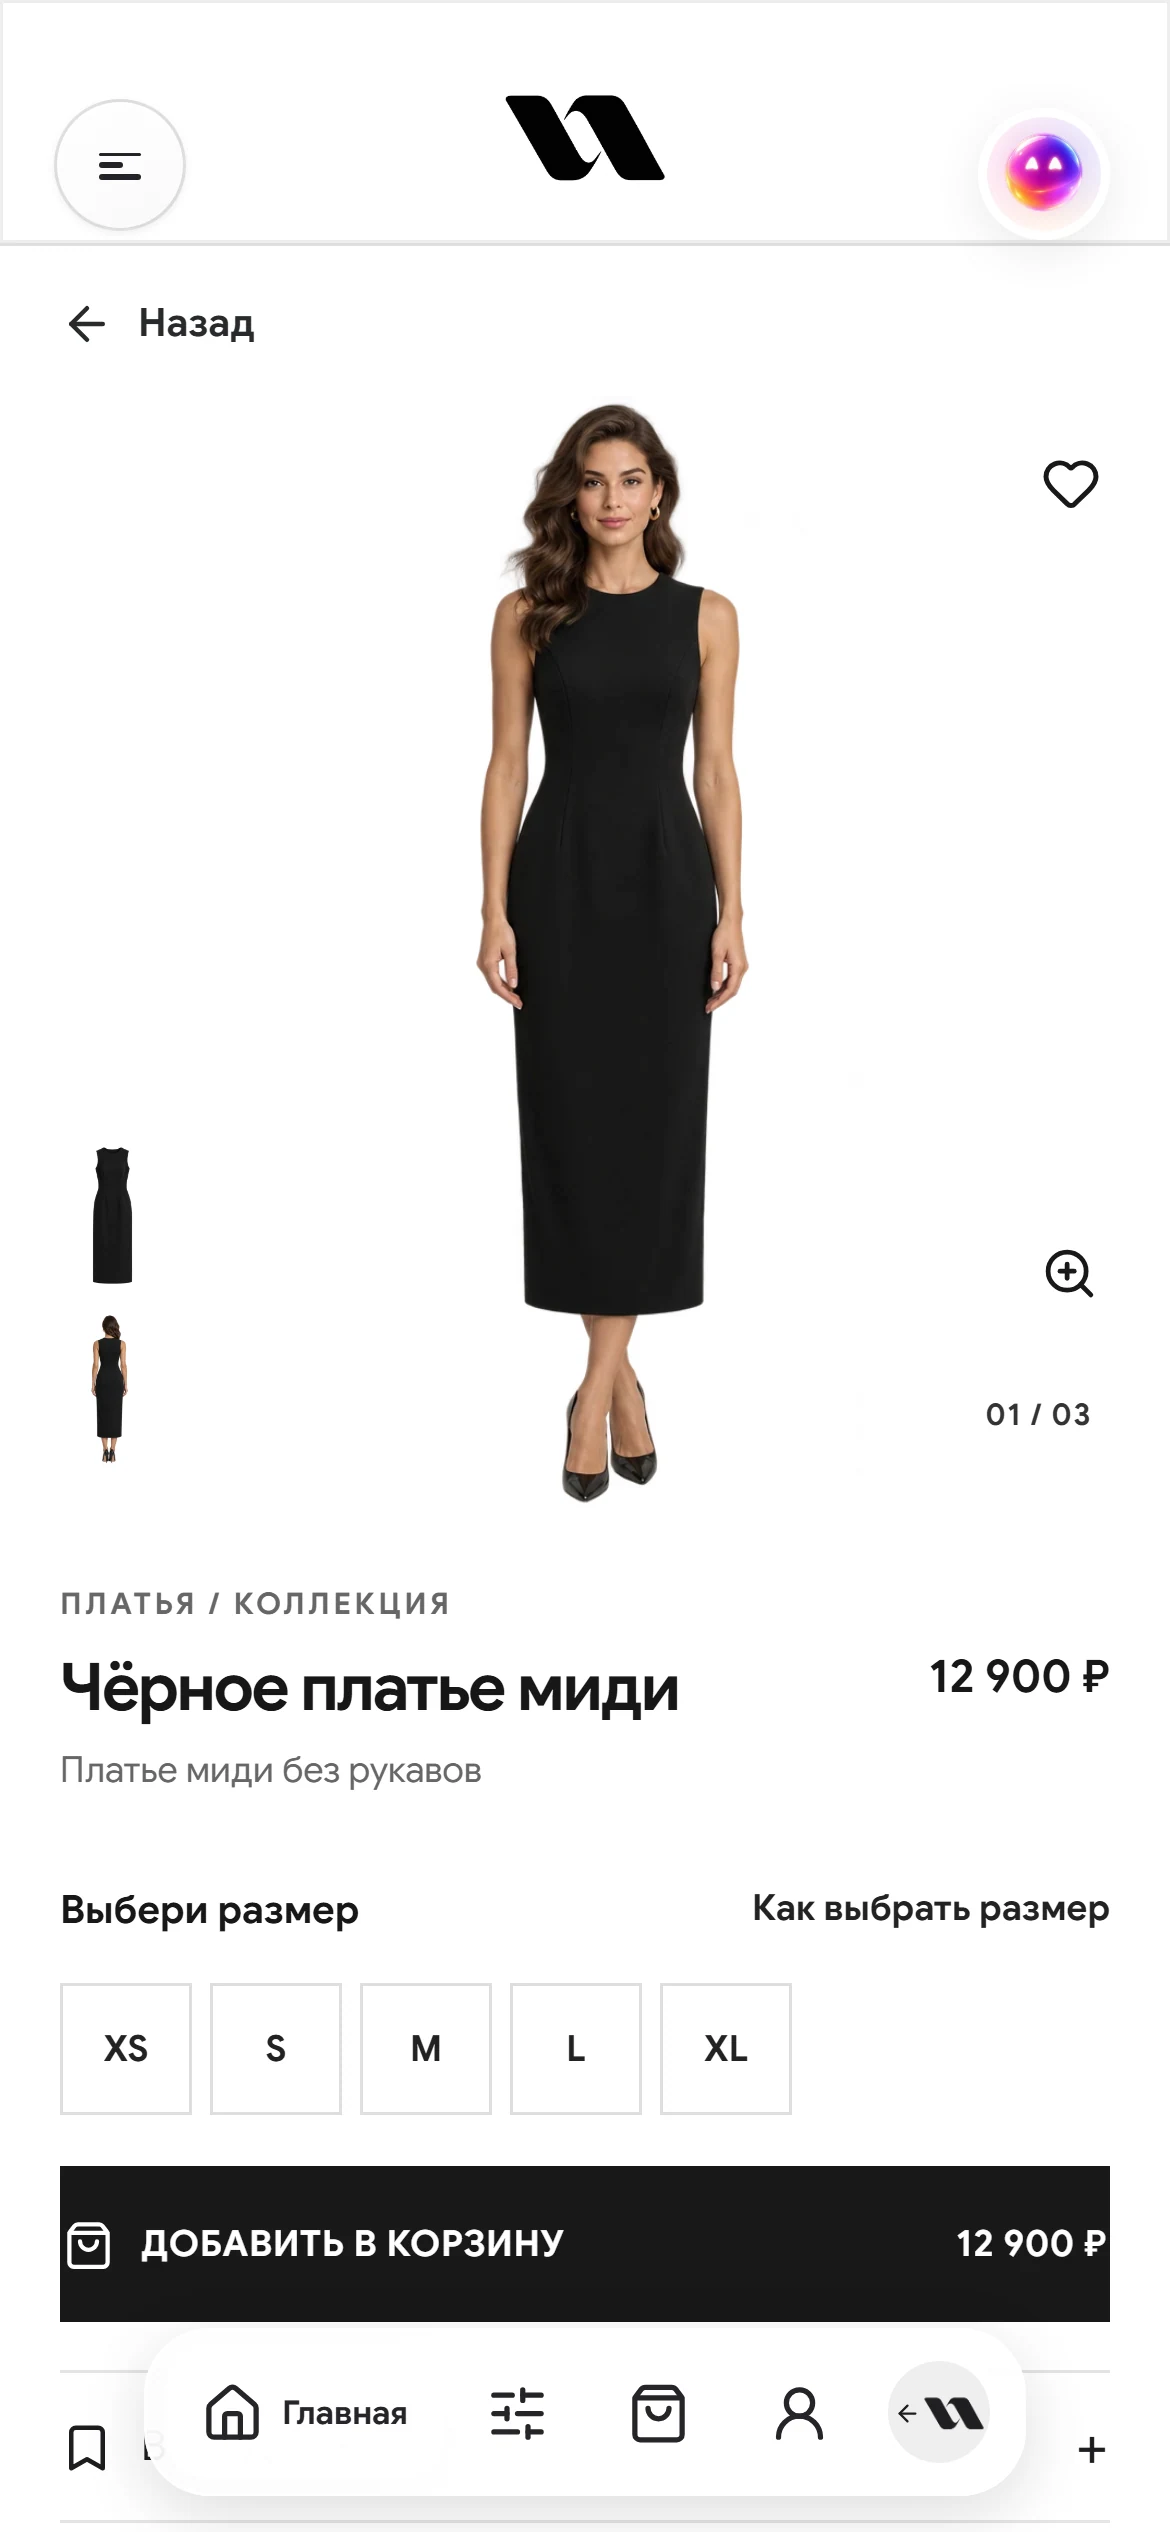 Назад
01 / 03
ПЛАТЬЯ / КОЛЛЕКЦИЯ
Чёрное платье миди
12 900 ₽
Платье миди без рукавов
Выбери размер
Как выбрать размер
XS
S
M
L
XL
ДОБАВИТЬ В КОРЗИНУ
12 900 ₽
Главная